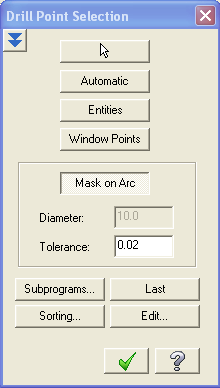 Drill Point Selection
Automatic
Entities
Window Points
Mask on Arc
Diameter: 10.0
Tolerance: 0.02
Subprograms... Last
Sorting... Edit...